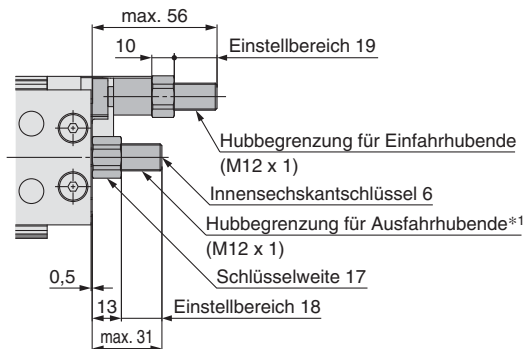 max. 56
10
Einstellbereich 19
Hubbegrenzung für Einfahrhubende
(M12 x 1)
Innensechskantschlüssel 6
Hubbegrenzung für Ausfahrhubende*1
(M12 x 1)
Schlüsselweite 17
0,5
13
Einstellbereich 18
max. 31